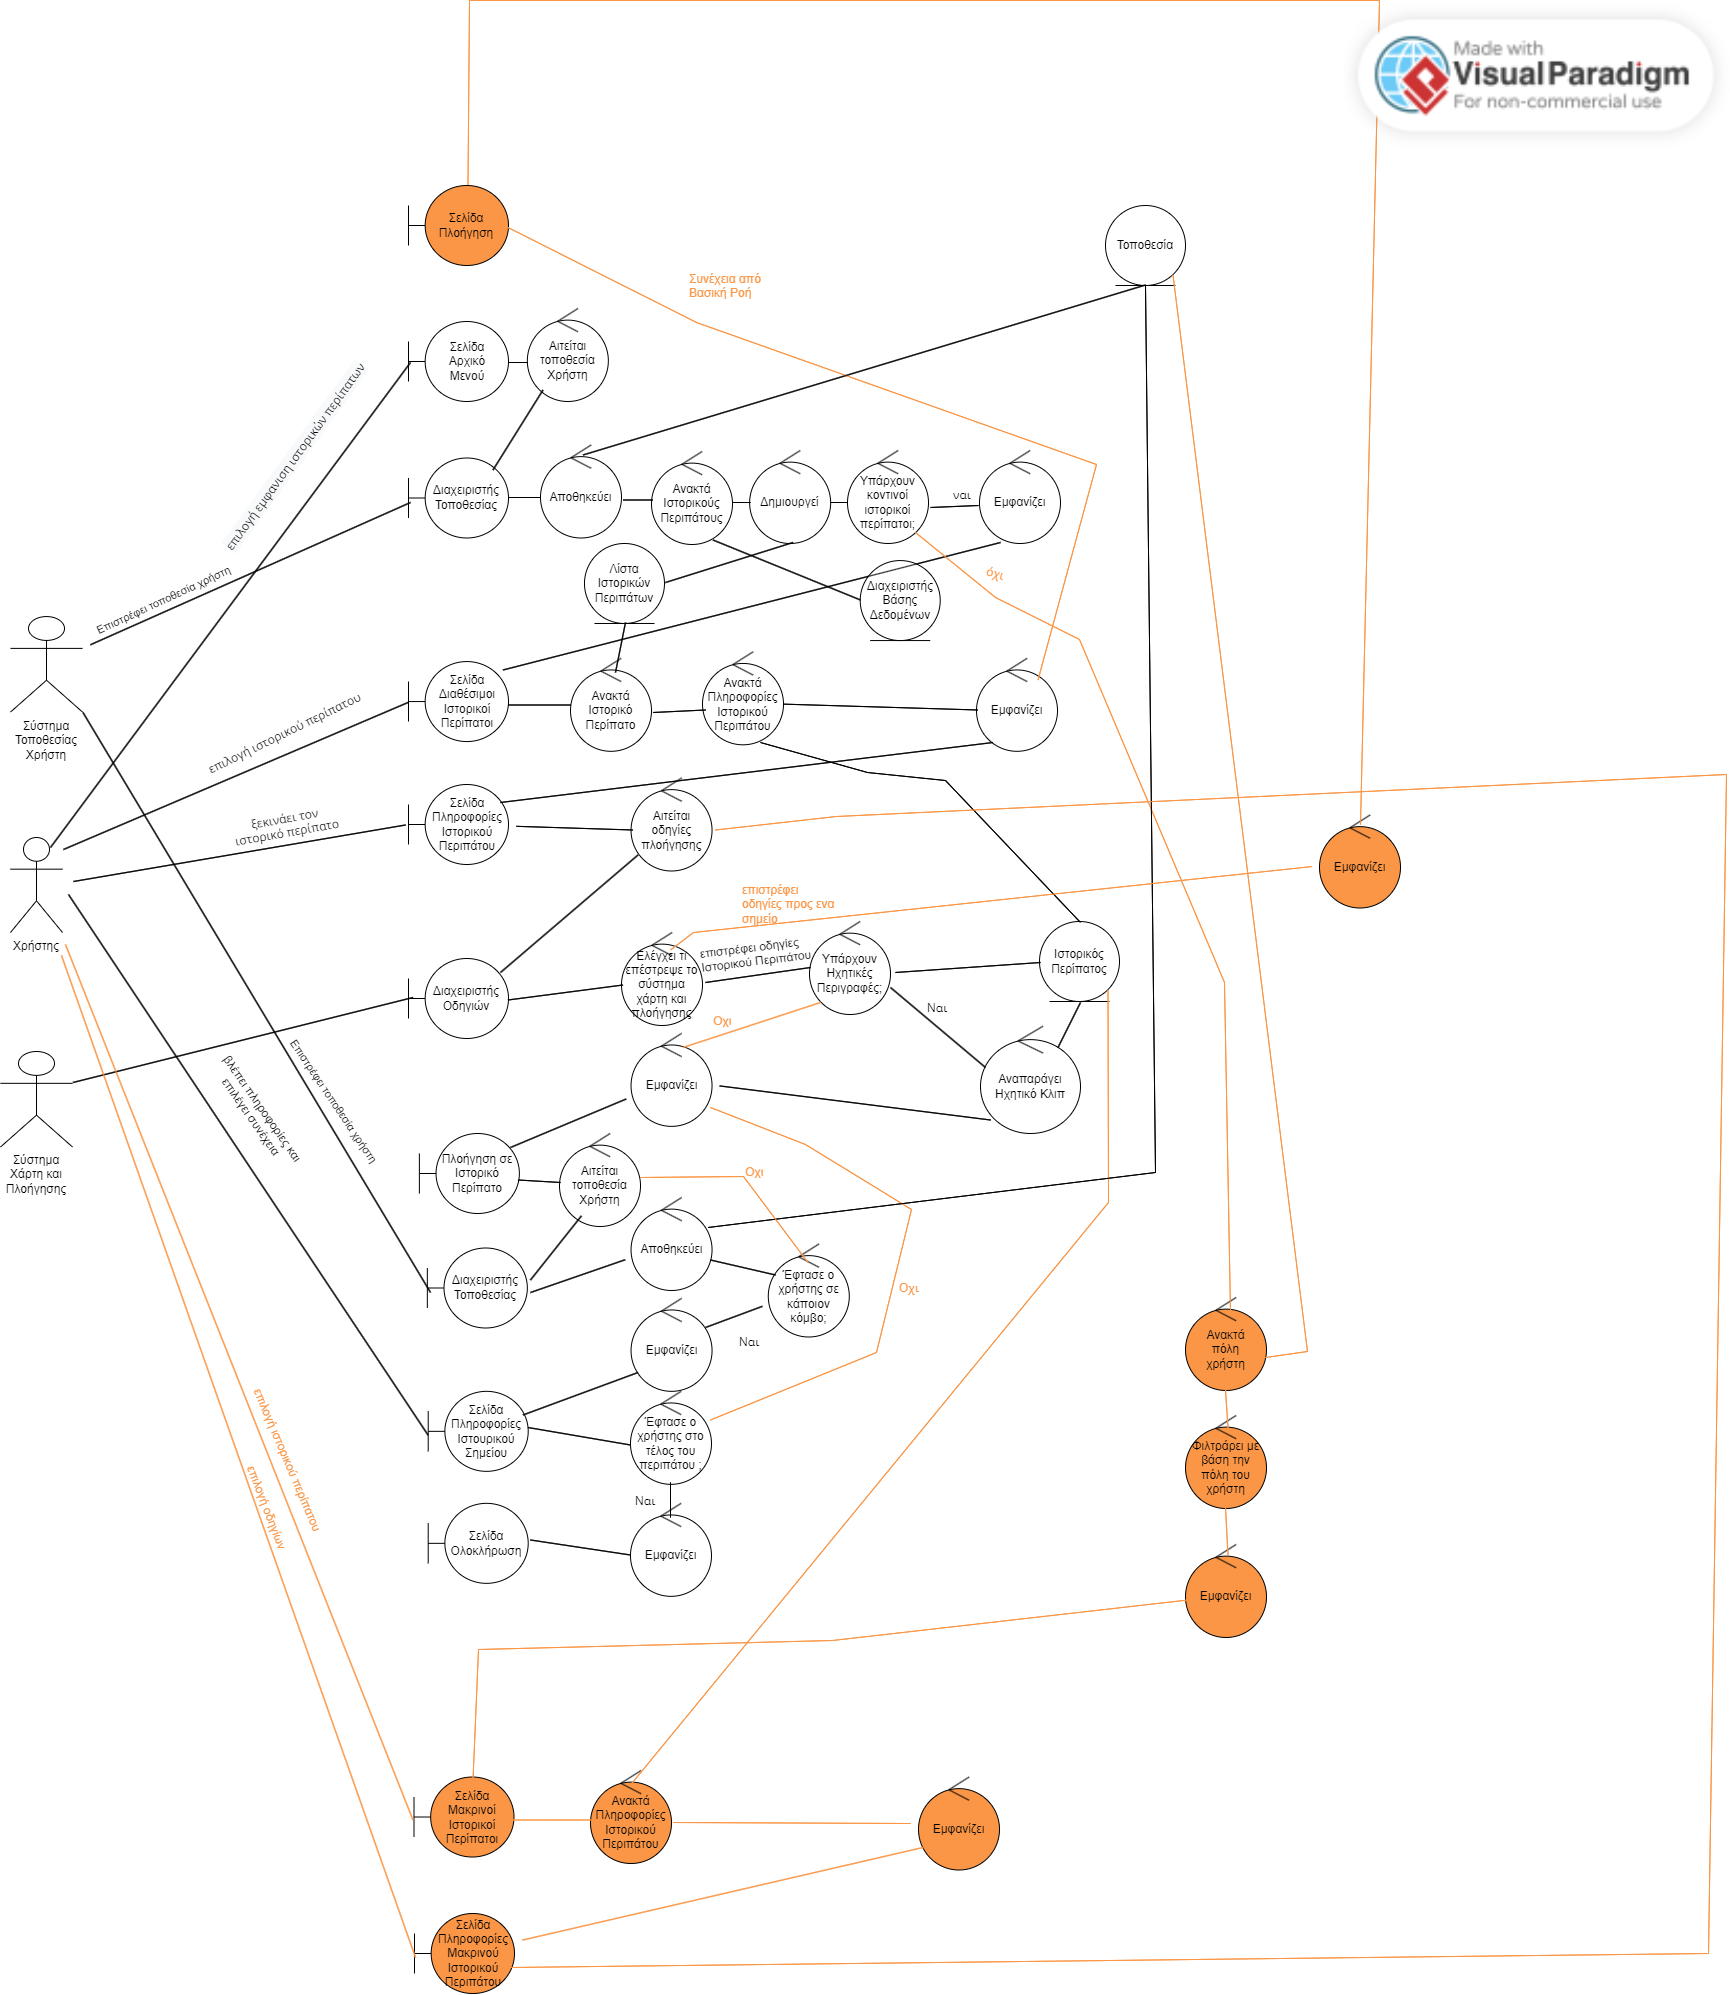 Made with
Visual Paradigm
For non-commercial use
Σελίδα
Πλοήγηση
Τοποθεσία
Συνέχεια από
Βασική Ροή
Σελίδα
Αρχικό
Μενού
Αιτείται
τοποθεσία
Χρήστη
επιλογή εμφανιση ιστορικών περίπατων
Διαχειριστής
Τοποθεσίας
Αποθηκεύει
Ανακτά
Ιστορικούς
Περιπάτους
Δημιουργεί
Υπάρχουν
κοντινοί
ιστορικοί
περίπατοι;
ναι
Εμφανίζει
Επιστρέφει τοποθεσία χρήστη
Λίστα
Ιστορικών
Περιπάτων
Διαχειριστής
Βάσης
Δεδομένων
όχι
Σύστημα
Τοποθεσίας
Χρήστη
επιλογή ιστορικού περίπατου
Σελίδα
Διαθέσιμοι
Ιστορικοί
Περίπατοι
Ανακτά
Ιστορικό
Περίπατο
Ανακτά
Πληροφορίες
Ιστορικού
Περιπάτου
Εμφανίζει
ξεκινάει τον
ιστορικό περίπατο
Σελίδα
Πληροφορίες
Ιστορικού
Περιπάτου
Αιτείται
οδηγίες
πλοήγησης
Εμφανίζει
Χρήστης
επιστρέφει
οδηγίες προς ενα
σημείο
Διαχειριστής
Οδηγιών
Ελέγχει τι
επέστρεψε το
σύστημα
χάρτη και
πλοήγησης
επιστρέφει οδηγίες
Ιστορικού Περιπάτου
Υπάρχουν
Ηχητικές
Περιγραφές;
Ιστορικός
Περίπατος
Ναι
Οχι
Εμφανίζει
Αναπαράγει
Ηχητικό Κλιπ
Σύστημα
Χάρτη και
Πλοήγησης
βλέπει πληροφορίες και
επιλέγει συνέχεια
Επιστρέφει τοποθεσία χρήστη
Πλοήγηση σε
Ιστορικό
Περίπατο
Αιτείται
τοποθεσία
Χρήστη
Οχι
Διαχειριστής
Τοποθεσίας
Αποθηκεύει
Έφτασε ο
χρήστης σε
κάποιον
κόμβο;
Οχι
Εμφανίζει
Ναι
Ανακτά
πόλη
χρήστη
Σελίδα
Πληροφορίες
Ιστουρικού
Σημείου
Έφτασε ο
χρήστης στο
τέλος του
περιπάτου ;
Φιλτράρει με
βάση την
πόλη του
χρήστη
επιλογή ιστορικού περίπατου
επιλογή οδηγίων
Ναι
Σελίδα
Ολοκλήρωση
Εμφανίζει
Εμφανίζει
Σελίδα
Μακρινοί
Ιστορικοί
Περίπατοι
Ανακτά
Πληροφορίες
Ιστορικού
Περιπάτου
Εμφανίζει
Σελίδα
Πληροφορίες
Μακρινού
Ιστορικού
Περιπάτου